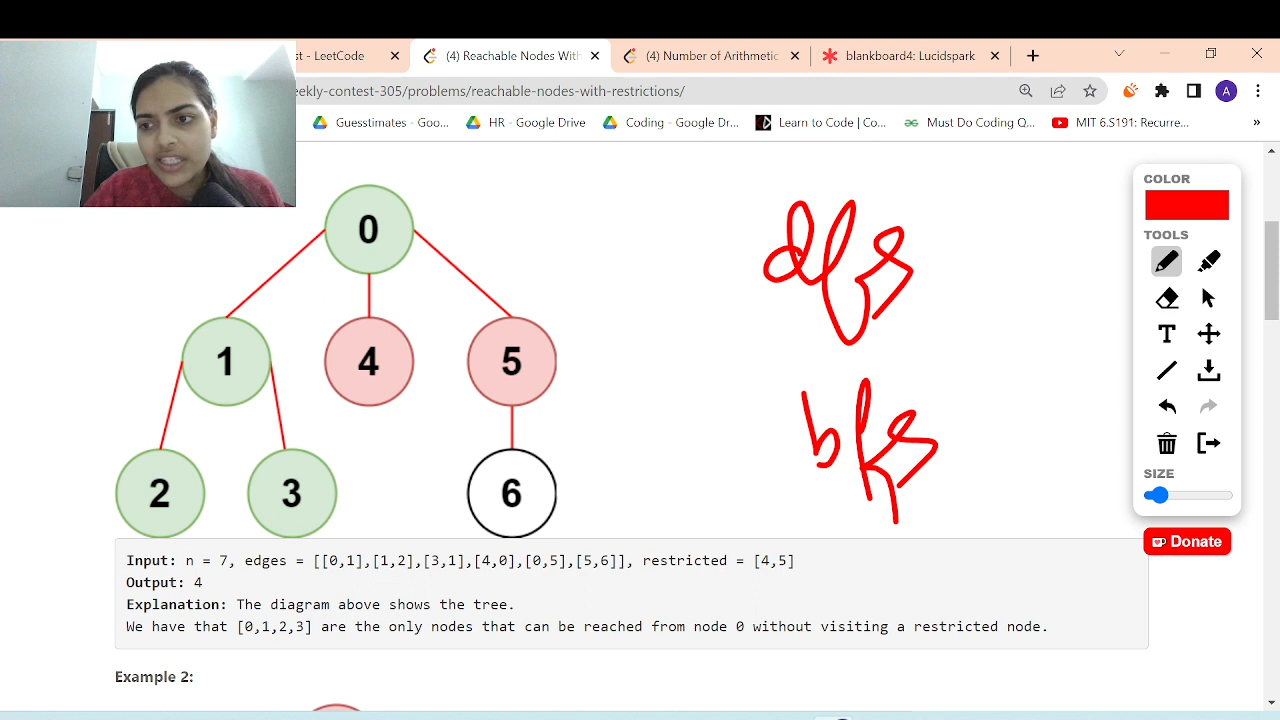 st - LeetCode
(4) Reachable Nodes With
(4) Number of Arithmetic
blankboard4: Lucidspark
eekly-contest-305/problems/reachable-nodes-with-restrictions/
A
Guesstimates - Goo...
HR - Google Drive
Coding - Google Dr...
Learn to Code | Co...
Must Do Coding Q...
MIT 6.S191: Recurre...
»
COLOR
TOOLS
T
SIZE
Donate
0
1
4
5
2
3
6
dfs
bfs
Input: n = 7, edges = [[0,1],[1,2],[3,1],[4,0],[0,5],[5,6]], restricted = [4,5]
Output: 4
Explanation: The diagram above shows the tree.
We have that [0,1,2,3] are the only nodes that can be reached from node 0 without visiting a restricted node.
Example 2: